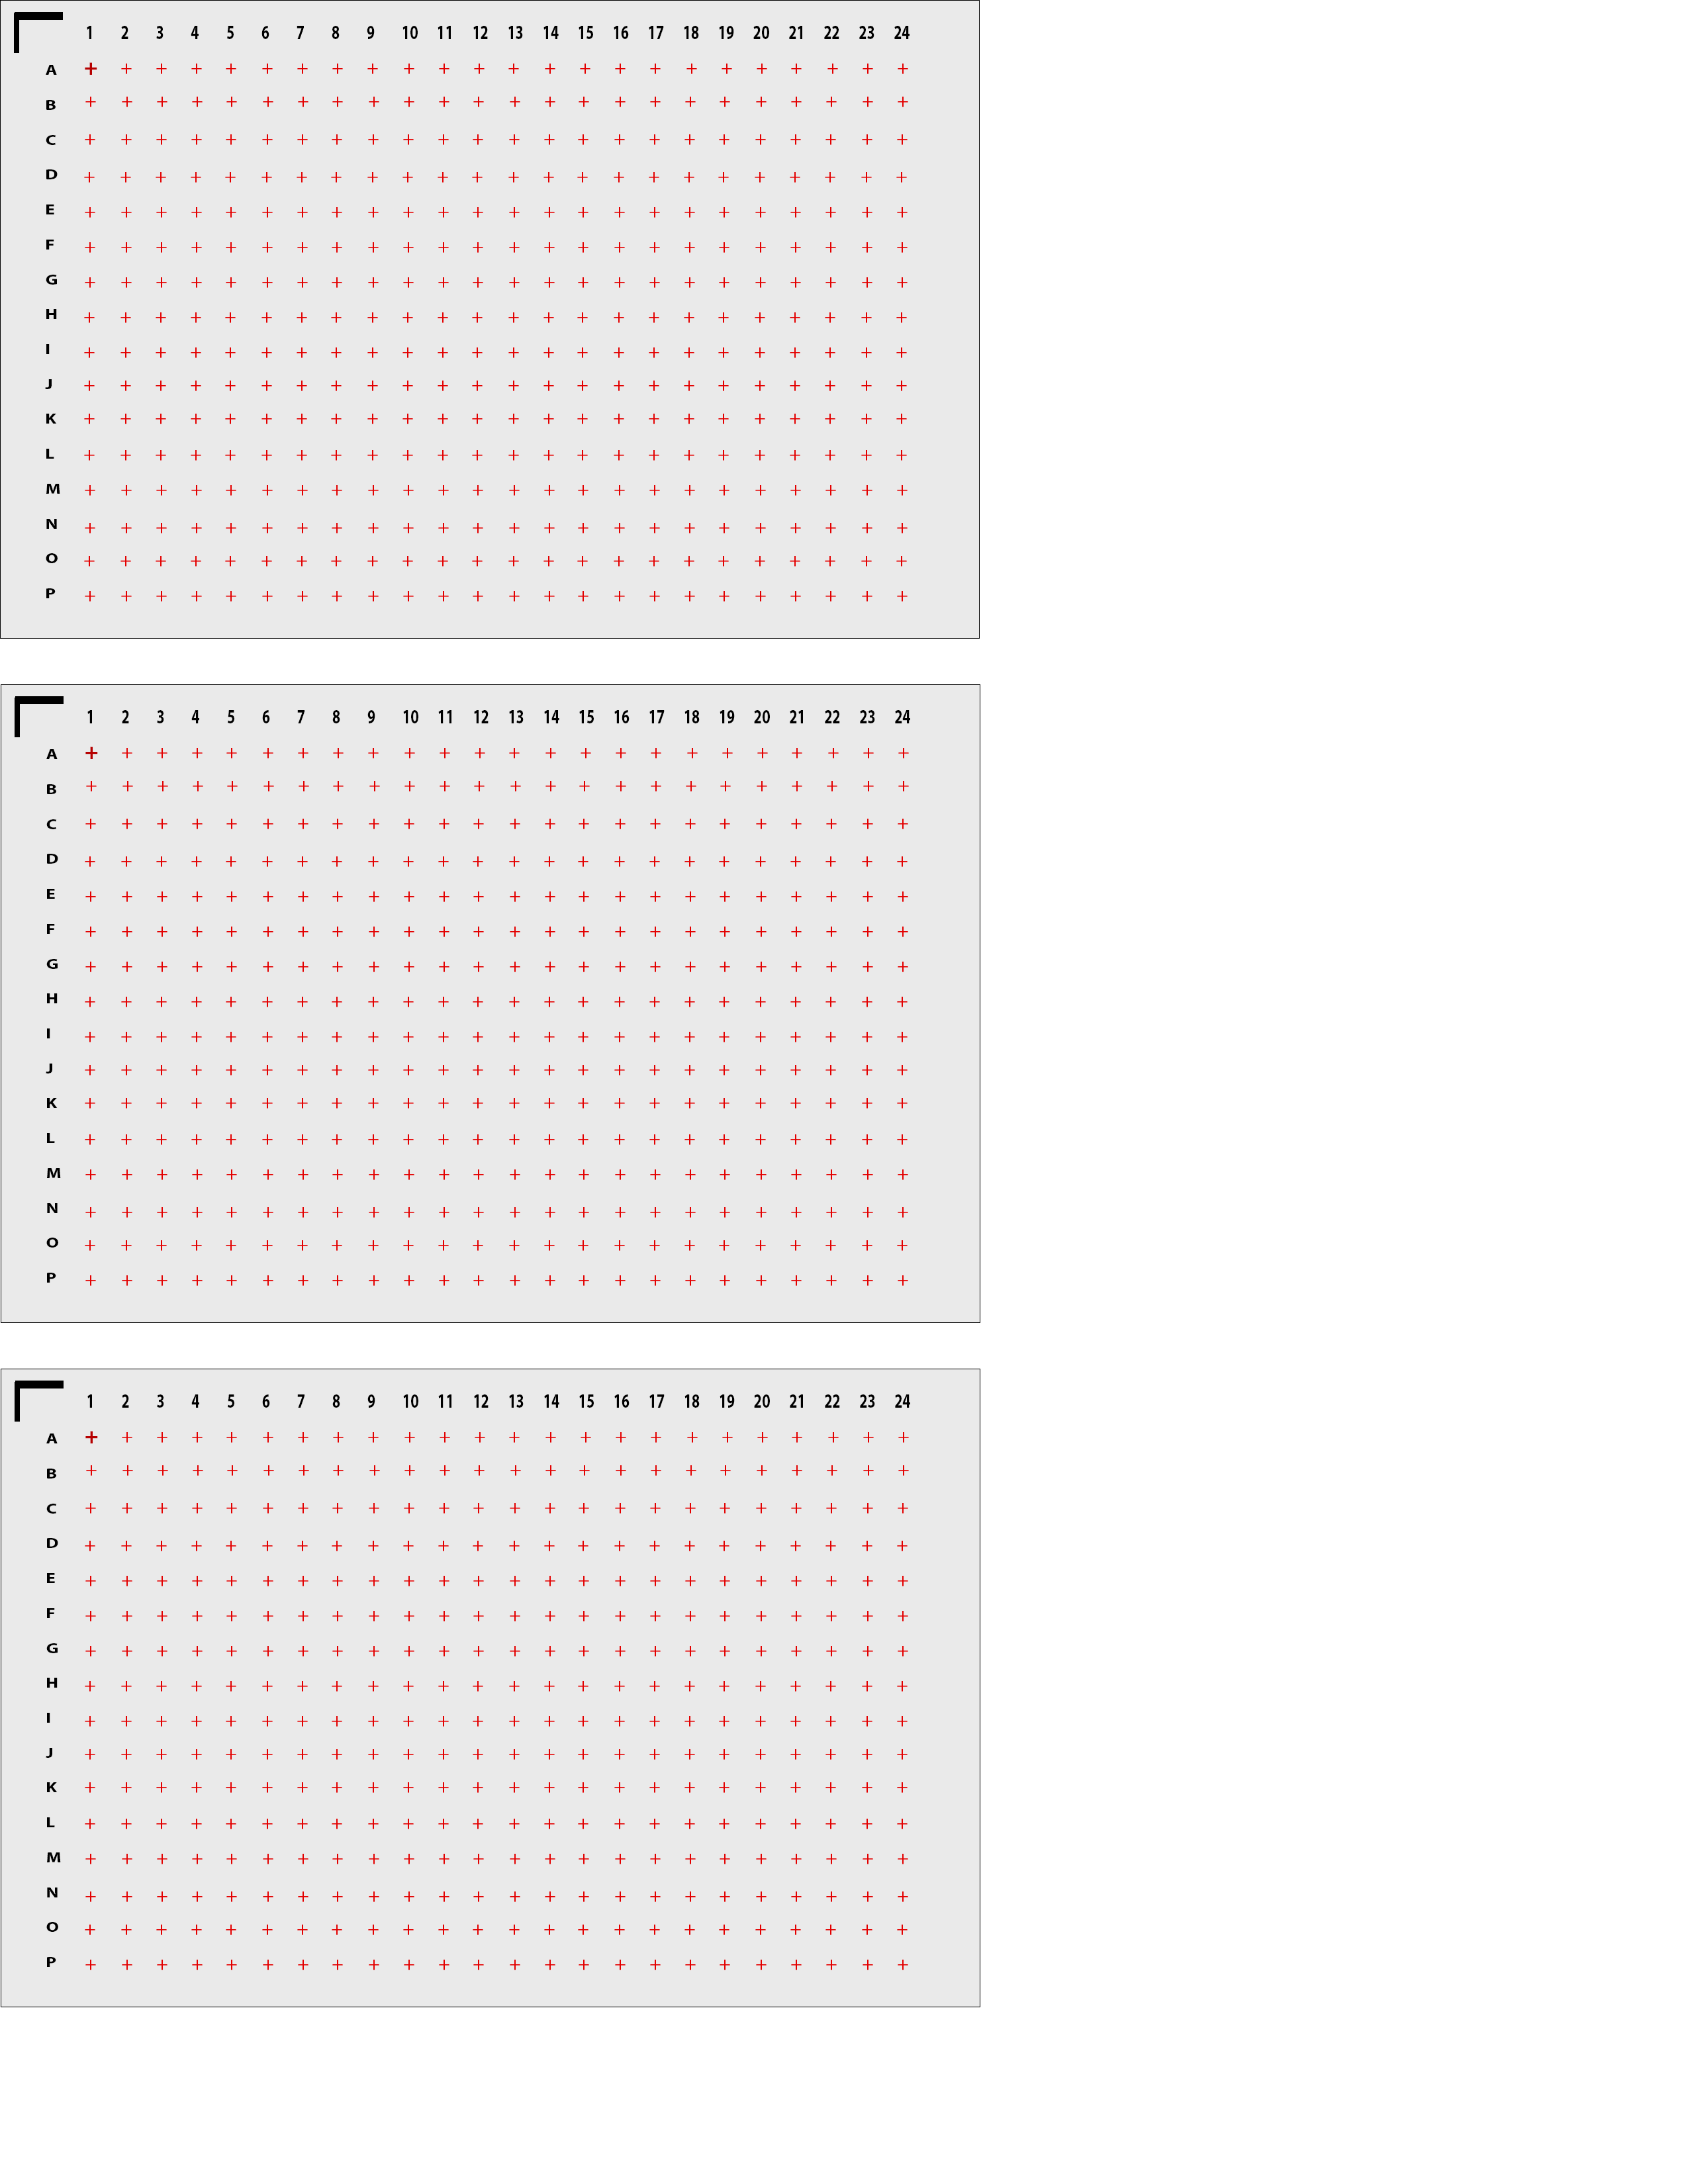 1 2 3 4 5 6 7 8 9 10 11 12 13 14 15 16 17 18 19 20 21 22 23 24
A + + + + + + + + + + + + + + + + + + + + + + + +
B + + + + + + + + + + + + + + + + + + + + + + + +
C + + + + + + + + + + + + + + + + + + + + + + + +
D + + + + + + + + + + + + + + + + + + + + + + + +
E + + + + + + + + + + + + + + + + + + + + + + + +
F + + + + + + + + + + + + + + + + + + + + + + + +
G + + + + + + + + + + + + + + + + + + + + + + + +
H + + + + + + + + + + + + + + + + + + + + + + + +
I + + + + + + + + + + + + + + + + + + + + + + + +
J + + + + + + + + + + + + + + + + + + + + + + + +
K + + + + + + + + + + + + + + + + + + + + + + + +
L + + + + + + + + + + + + + + + + + + + + + + + +
M + + + + + + + + + + + + + + + + + + + + + + + +
N + + + + + + + + + + + + + + + + + + + + + + + +
O + + + + + + + + + + + + + + + + + + + + + + + +
P + + + + + + + + + + + + + + + + + + + + + + + +
1 2 3 4 5 6 7 8 9 10 11 12 13 14 15 16 17 18 19 20 21 22 23 24
A + + + + + + + + + + + + + + + + + + + + + + + +
B + + + + + + + + + + + + + + + + + + + + + + + +
C + + + + + + + + + + + + + + + + + + + + + + + +
D + + + + + + + + + + + + + + + + + + + + + + + +
E + + + + + + + + + + + + + + + + + + + + + + + +
F + + + + + + + + + + + + + + + + + + + + + + + +
G + + + + + + + + + + + + + + + + + + + + + + + +
H + + + + + + + + + + + + + + + + + + + + + + + +
I + + + + + + + + + + + + + + + + + + + + + + + +
J + + + + + + + + + + + + + + + + + + + + + + + +
K + + + + + + + + + + + + + + + + + + + + + + + +
L + + + + + + + + + + + + + + + + + + + + + + + +
M + + + + + + + + + + + + + + + + + + + + + + + +
N + + + + + + + + + + + + + + + + + + + + + + + +
O + + + + + + + + + + + + + + + + + + + + + + + +
P + + + + + + + + + + + + + + + + + + + + + + + +
1 2 3 4 5 6 7 8 9 10 11 12 13 14 15 16 17 18 19 20 21 22 23 24
A + + + + + + + + + + + + + + + + + + + + + + + +
B + + + + + + + + + + + + + + + + + + + + + + + +
C + + + + + + + + + + + + + + + + + + + + + + + +
D + + + + + + + + + + + + + + + + + + + + + + + +
E + + + + + + + + + + + + + + + + + + + + + + + +
F + + + + + + + + + + + + + + + + + + + + + + + +
G + + + + + + + + + + + + + + + + + + + + + + + +
H + + + + + + + + + + + + + + + + + + + + + + + +
I + + + + + + + + + + + + + + + + + + + + + + + +
J + + + + + + + + + + + + + + + + + + + + + + + +
K + + + + + + + + + + + + + + + + + + + + + + + +
L + + + + + + + + + + + + + + + + + + + + + + + +
M + + + + + + + + + + + + + + + + + + + + + + + +
N + + + + + + + + + + + + + + + + + + + + + + + +
O + + + + + + + + + + + + + + + + + + + + + + + +
P + + + + + + + + + + + + + + + + + + + + + + + +